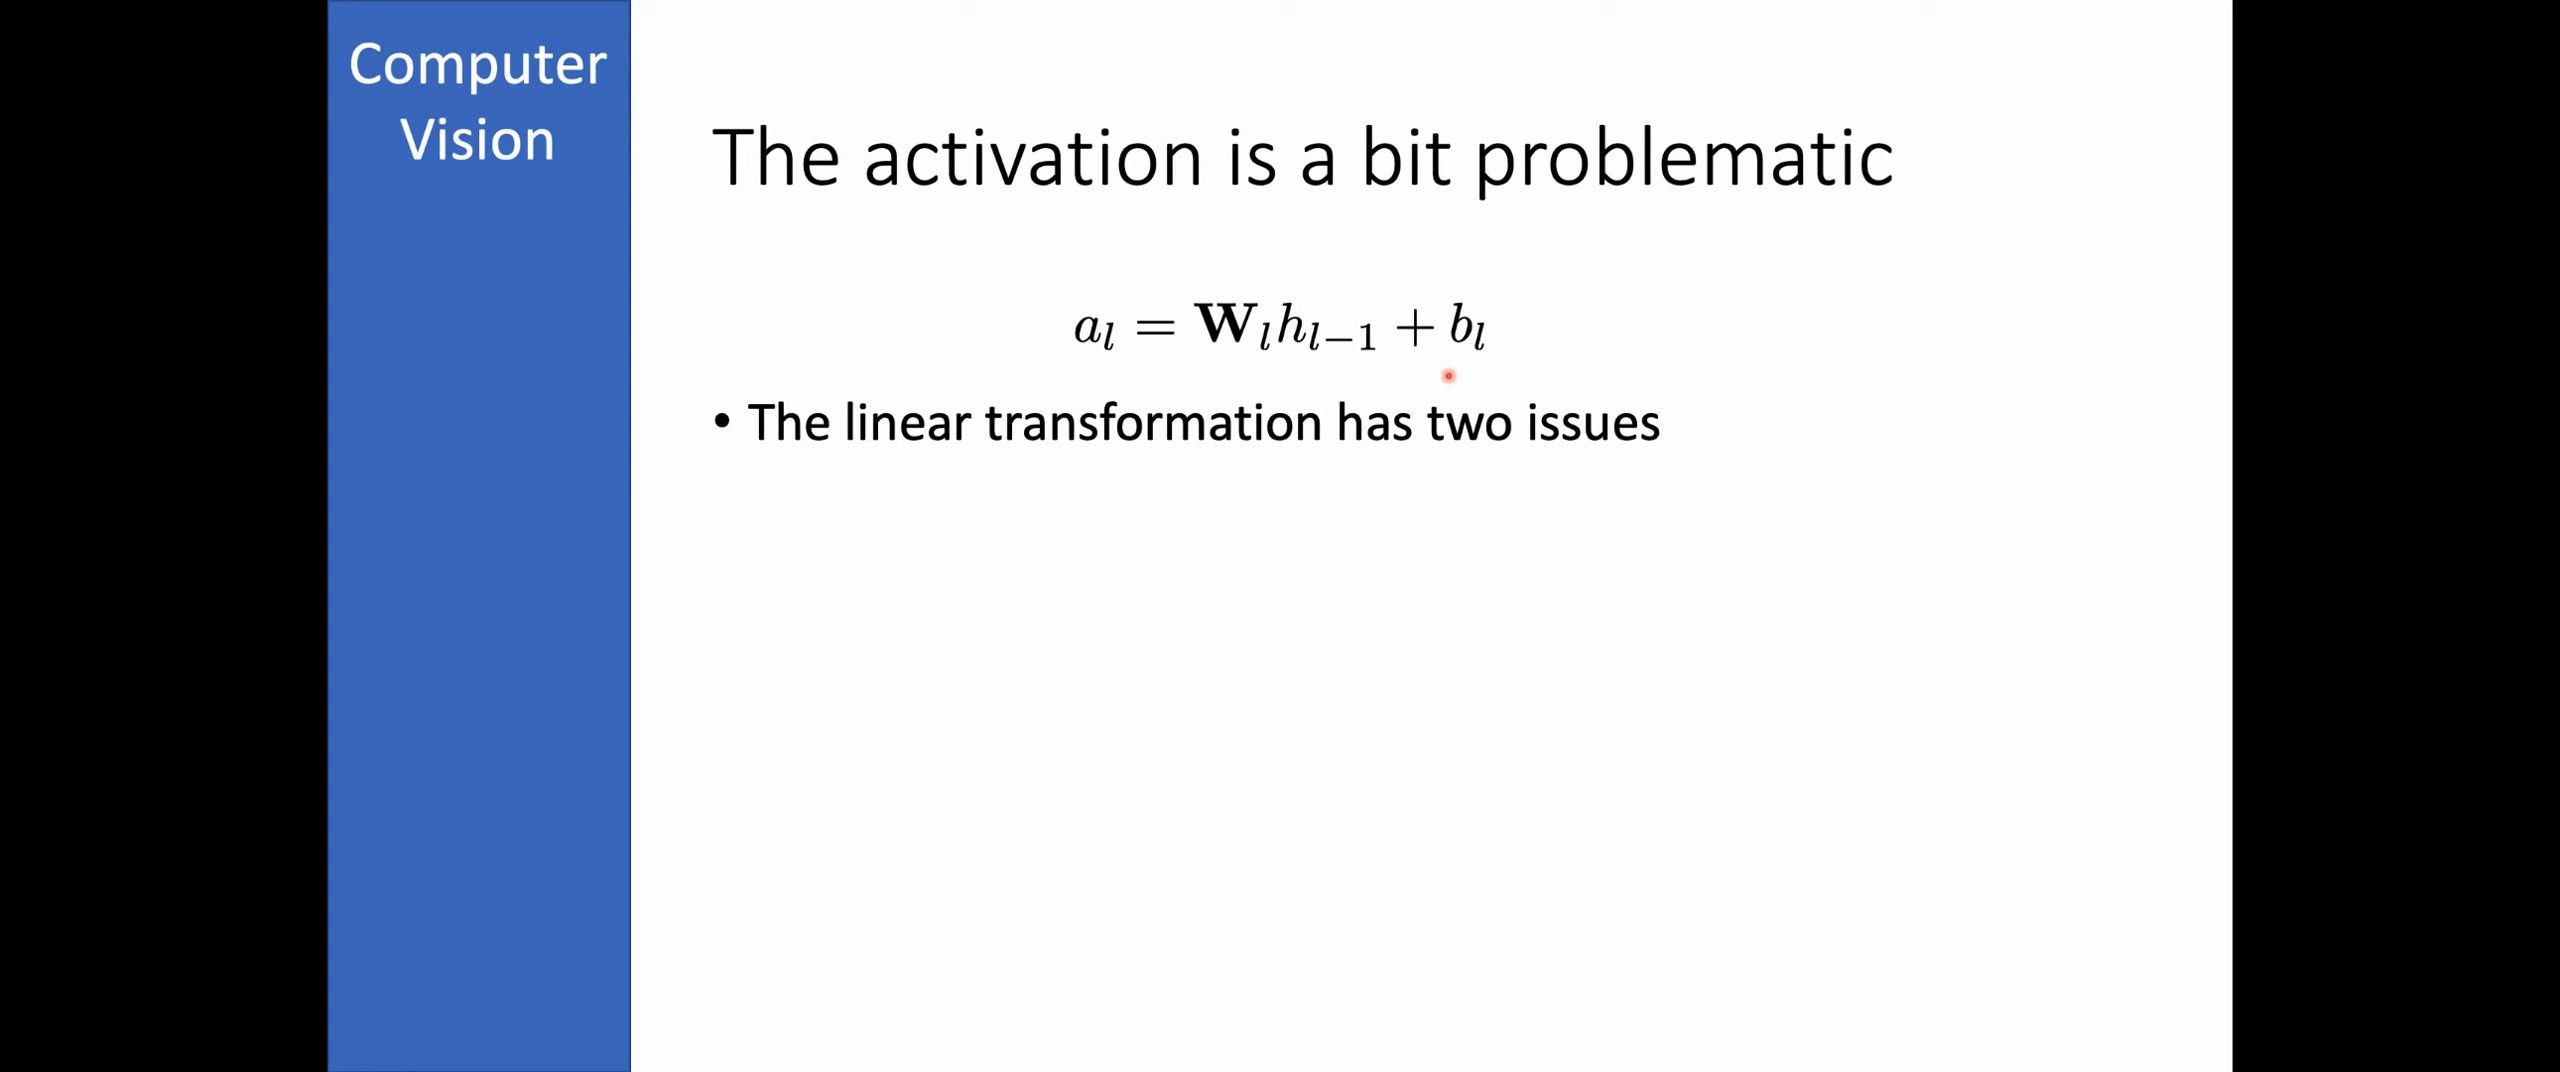 Computer
Vision
The activation is a bit problematic
a_l = W_l h_{l-1} + b_l
• The linear transformation has two issues